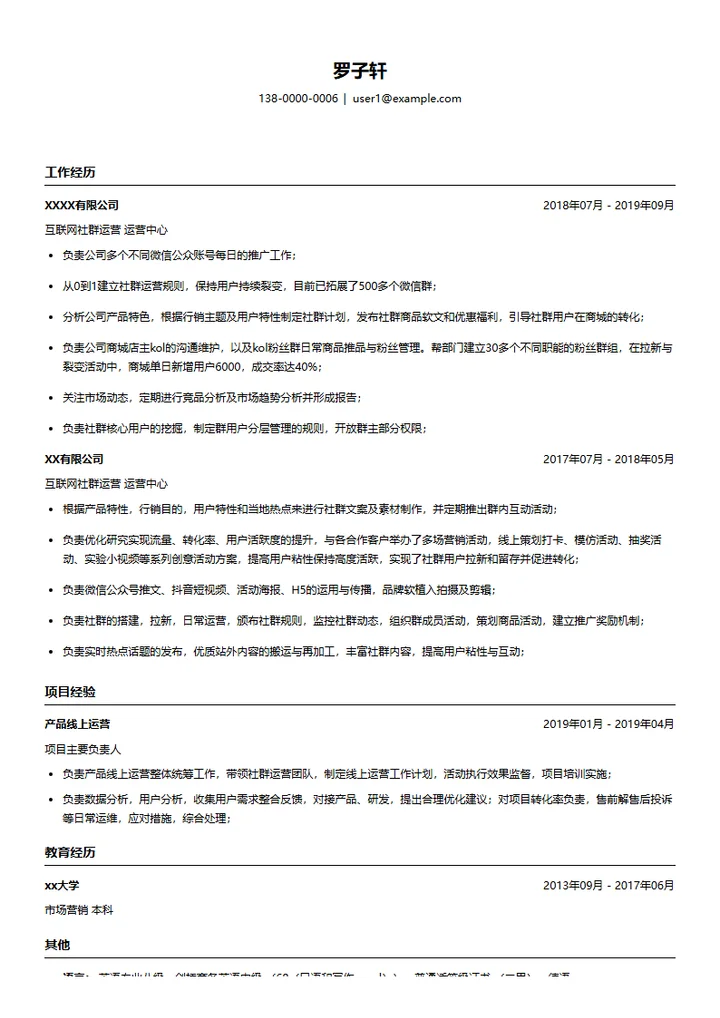 罗子轩
138-0000-0006 | user1@example.com
工作经历
XXXX有限公司 2018年07月 - 2019年09月
互联网社群运营 运营中心
• 负责公司多个不同微信公众账号每日的推广工作；
• 从0到1建立社群运营规则，保持用户持续裂变，目前已拓展了500多个微信群；
• 分析公司产品特色，根据行销主题及用户特性制定社群计划，发布社群商品软文和优惠福利，引导社群用户在商城的转化；
• 负责公司商城店主kol的沟通维护，以及kol粉丝群日常商品推品与粉丝管理。帮部门建立30多个不同职能的粉丝群组，在拉新与
裂变活动中，商城单日新增用户6000，成交率达40%；
• 关注市场动态，定期进行竞品分析及市场趋势分析并形成报告；
• 负责社群核心用户的挖掘，制定群用户分层管理的规则，开放群主部分权限；
XX有限公司 2017年07月 - 2018年05月
互联网社群运营 运营中心
• 根据产品特性，行销目的，用户特性和当地热点来进行社群文案及素材制作，并定期推出群内互动活动；
• 负责优化研究实现流量、转化率、用户活跃度的提升，与各合作客户举办了多场营销活动，线上策划打卡、模仿活动、抽奖活
动、实验小视频等系列创意活动方案，提高用户粘性保持高度活跃，实现了社群用户拉新和留存并促进转化；
• 负责微信公众号推文、抖音短视频、活动海报、H5的运用与传播，品牌软植入拍摄及剪辑；
• 负责社群的搭建，拉新，日常运营，颁布社群规则，监控社群动态，组织群成员活动，策划商品活动，建立推广奖励机制；
• 负责实时热点话题的发布，优质站外内容的搬运与再加工，丰富社群内容，提高用户粘性与互动；
项目经验
产品线上运营 2019年01月 - 2019年04月
项目主要负责人
• 负责产品线上运营整体统筹工作，带领社群运营团队，制定线上运营工作计划，活动执行效果监督，项目培训实施；
• 负责数据分析，用户分析，收集用户需求整合反馈，对接产品、研发，提出合理优化建议；对项目转化率负责，售前解售后投诉
等日常运维，应对措施，综合处理；
教育经历
xx大学 2013年09月 - 2017年06月
市场营销 本科
其他